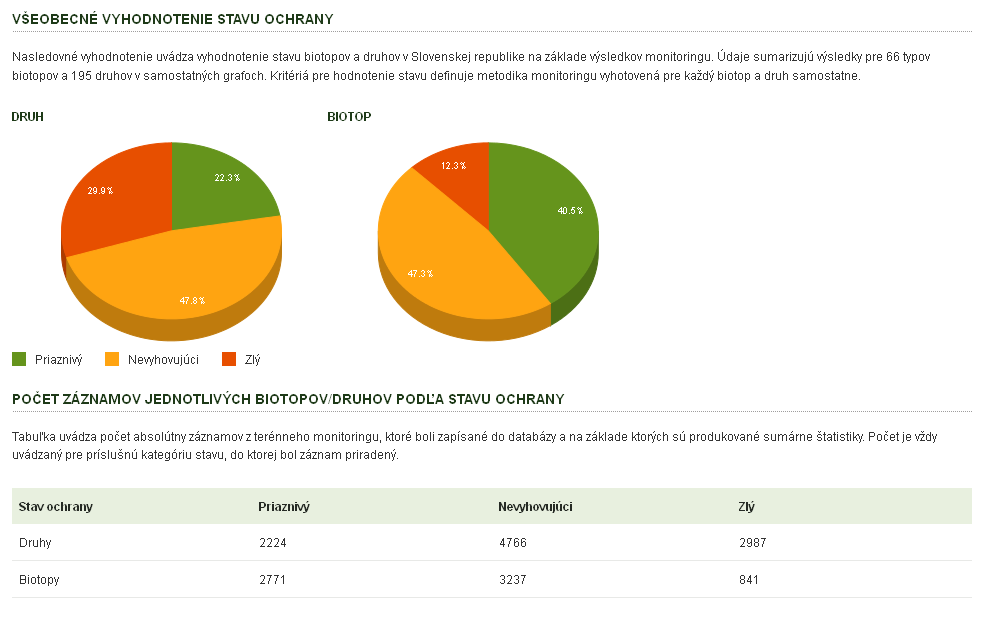 VŠEOBECNÉ VYHODNOTENIE STAVU OCHRANY
Nasledovné vyhodnotenie uvádza vyhodnotenie stavu biotopov a druhov v Slovenskej republike na základe výsledkov monitoringu. Údaje sumarizujú výsledky pre 66 typov
biotopov a 195 druhov v samostatných grafoch. Kritériá pre hodnotenie stavu definuje metodika monitoringu vyhotovená pre každý biotop a druh samostatne.
DRUH
BIOTOP
22.3%
29.9%
47.8%
12.3%
40.5%
47.3%
Priaznivý Nevyhovujúci Zlý
POČET ZÁZNAMOV JEDNOTLIVÝCH BIOTOPOV/DRUHOV PODĽA STAVU OCHRANY
Tabuľka uvádza počet absolútny záznamov z terénneho monitoringu, ktoré boli zapísané do databázy a na základe ktorých sú produkované sumárne štatistiky. Počet je vždy
uvádzaný pre príslušnú kategóriu stavu, do ktorej bol záznam priradený.
Stav ochrany Priaznivý Nevyhovujúci Zlý
Druhy 2224 4766 2987
Biotopy 2771 3237 841